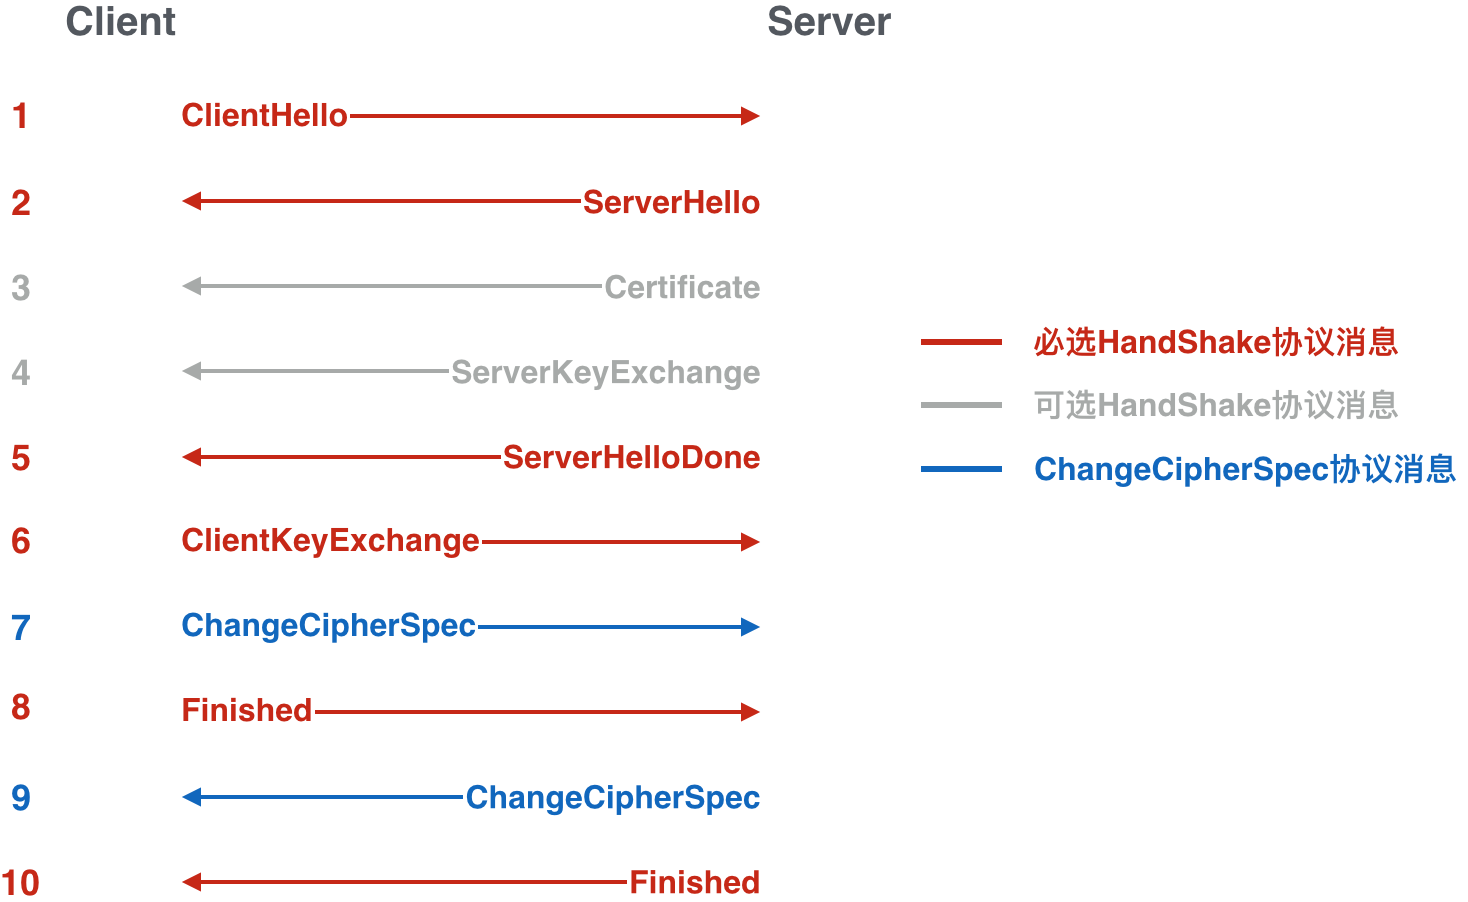 Client Server
1 ClientHello
2 ServerHello
3 Certificate
4 ServerKeyExchange
5 ServerHelloDone
6 ClientKeyExchange
7 ChangeCipherSpec
8 Finished
9 ChangeCipherSpec
10 Finished
必选HandShake协议消息
可选HandShake协议消息
ChangeCipherSpec协议消息